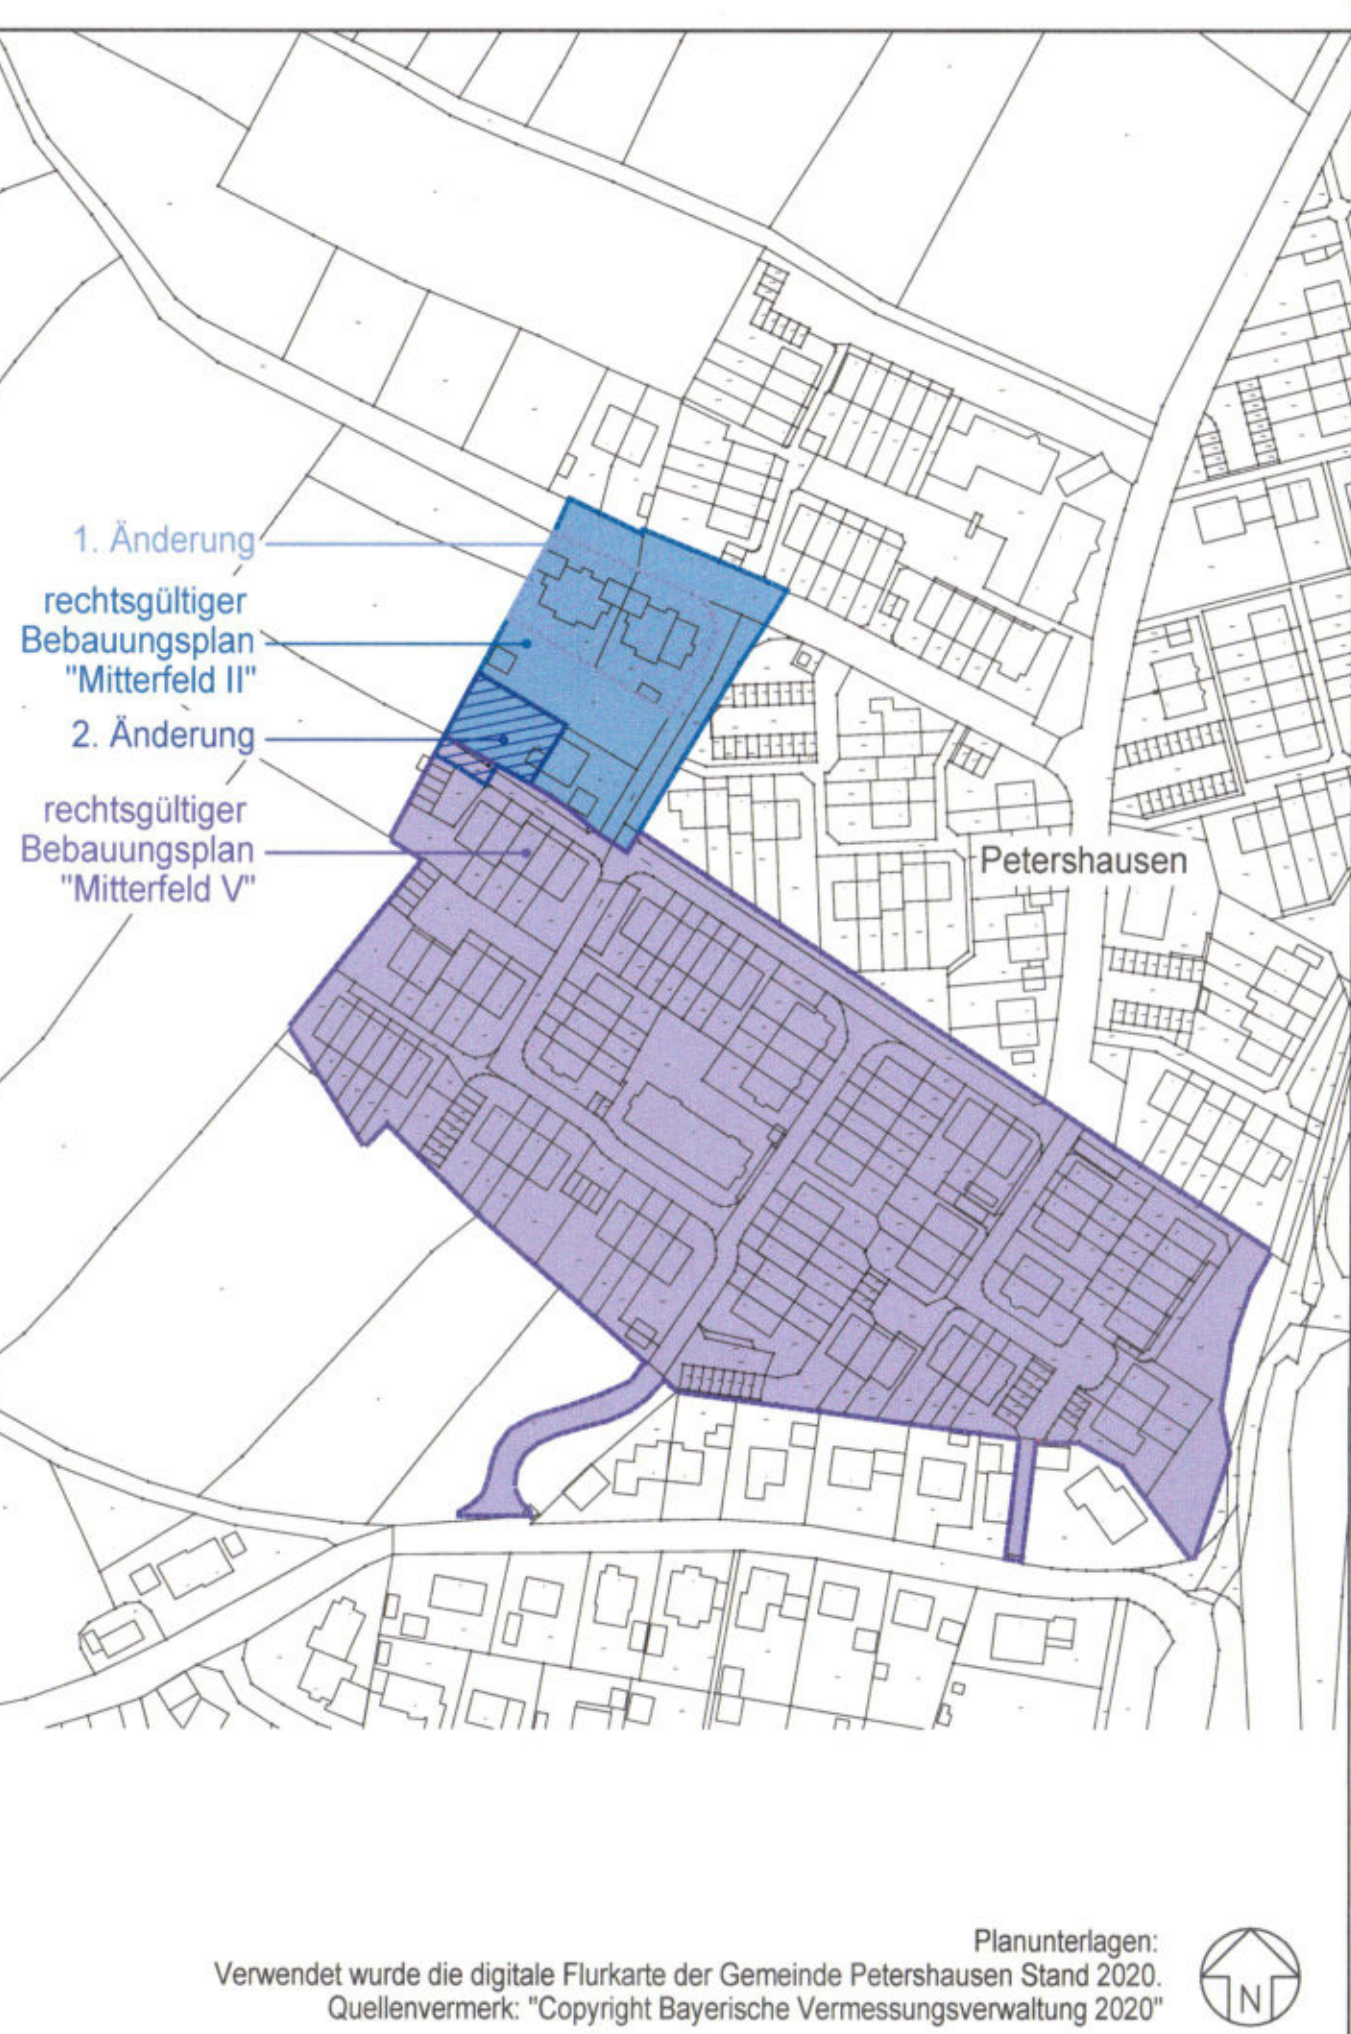 1. Änderung
rechtsgültiger
Bebauungsplan
"Mitterfeld II"
2. Änderung
rechtsgültiger
Bebauungsplan
"Mitterfeld V"
Petershausen
Planunterlagen:
Verwendet wurde die digitale Flurkarte der Gemeinde Petershausen Stand 2020.
Quellenvermerk: "Copyright Bayerische Vermessungsverwaltung 2020"
N